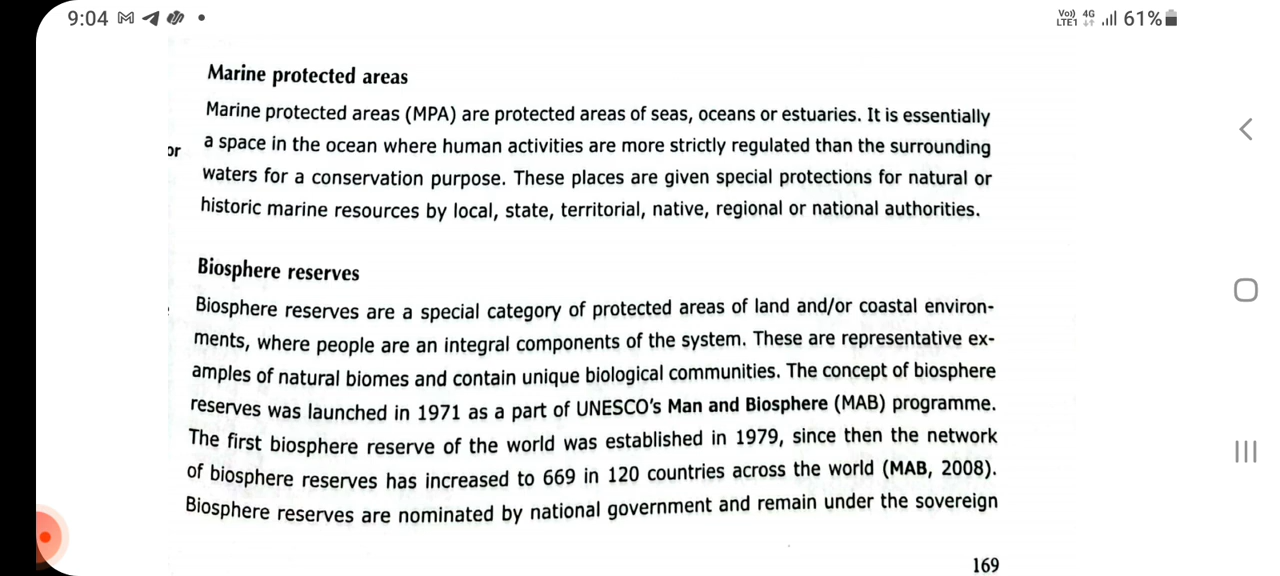 9:04
Vo)) 4G
LTE1 61%
Marine protected areas
Marine protected areas (MPA) are protected areas of seas, oceans or estuaries. It is essentially
or a space in the ocean where human activities are more strictly regulated than the surrounding
waters for a conservation purpose. These places are given special protections for natural or
historic marine resources by local, state, territorial, native, regional or national authorities.
Biosphere reserves
Biosphere reserves are a special category of protected areas of land and/or coastal environ-
ments, where people are an integral components of the system. These are representative ex-
amples of natural biomes and contain unique biological communities. The concept of biosphere
reserves was launched in 1971 as a part of UNESCO's Man and Biosphere (MAB) programme.
The first biosphere reserve of the world was established in 1979, since then the network
of biosphere reserves has increased to 669 in 120 countries across the world (MAB, 2008).
Biosphere reserves are nominated by national government and remain under the sovereign
169